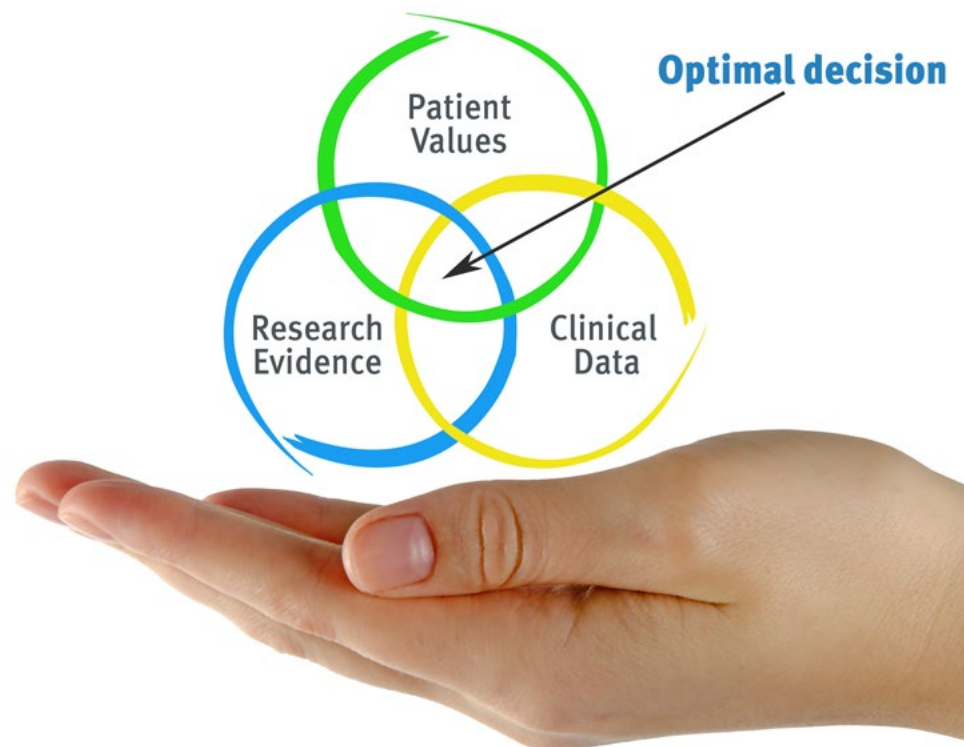 Optimal decision
Patient
Values
Research
Evidence
Clinical
Data